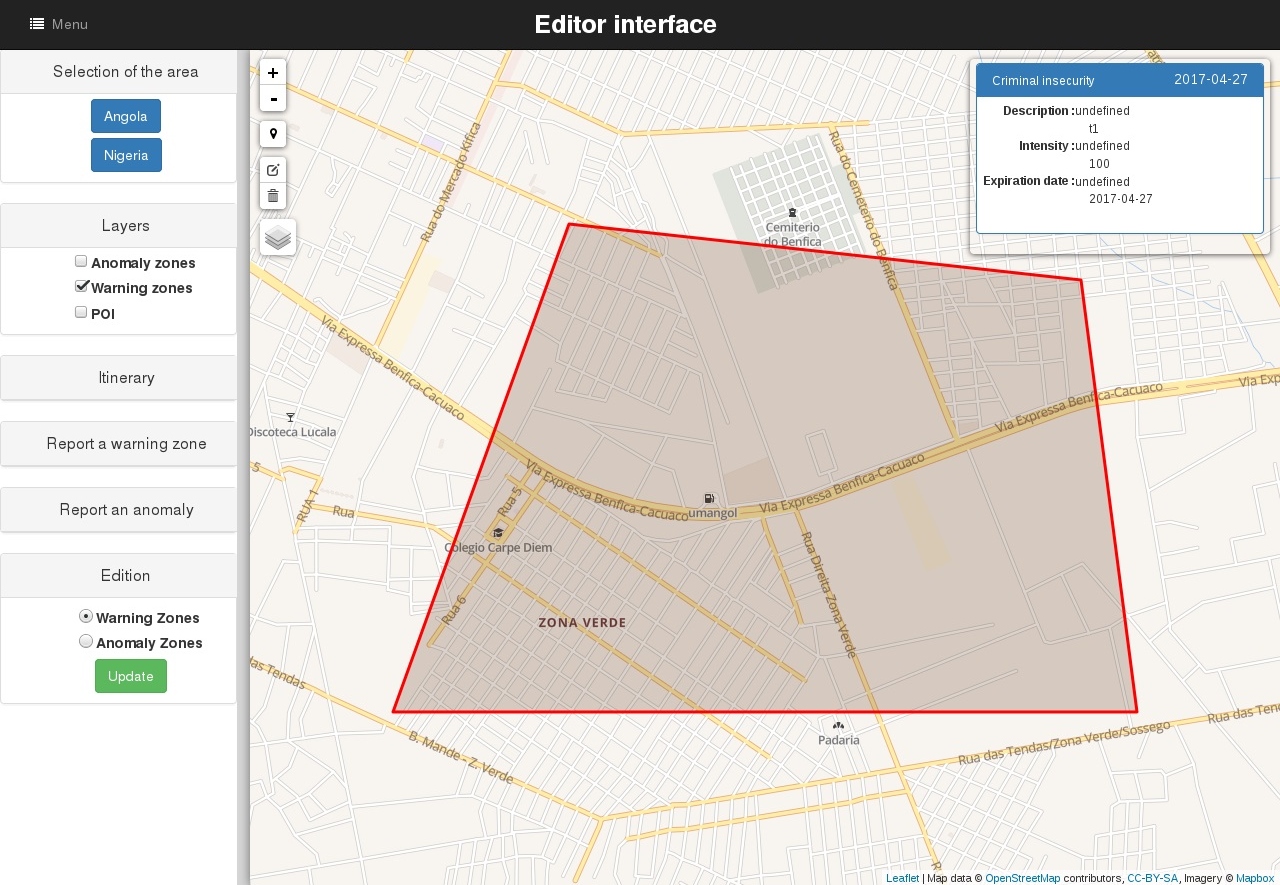 Menu
Editor interface
Selection of the area
Angola
Nigeria
Layers
Anomaly zones
Warning zones
POI
Itinerary
Report a warning zone
Report an anomaly
Edition
Warning Zones
Anomaly Zones
Update
+
-
Criminal insecurity 2017-04-27
Description :undefined
t1
Intensity :undefined
100
Expiration date :undefined
2017-04-27
Rua do Mercado Kifica
Rua do Cemeterio do Benfica
Cemiterio
do Benfica
Via Expressa Benfica-Cacuaco
Via Expressa Benfica-Cacuaco
Via Expressa Benfica-Cacuaco
Via Expressa Benfica-Cacuaco
Via Exp
Discoteca Lucala
5
RUA 1
Rua
Rua 5
umangol
Colegio Carpe Diem
Rua 6
ZONA VERDE
Rua Direita Zona Verde
das Tendas
B. Mande - Z. Verde
Padaria
Rua das Tendas/Zona Verde/Sossego
Rua das Tend
R
Leaflet | Map data © OpenStreetMap contributors, CC-BY-SA, Imagery © Mapbox